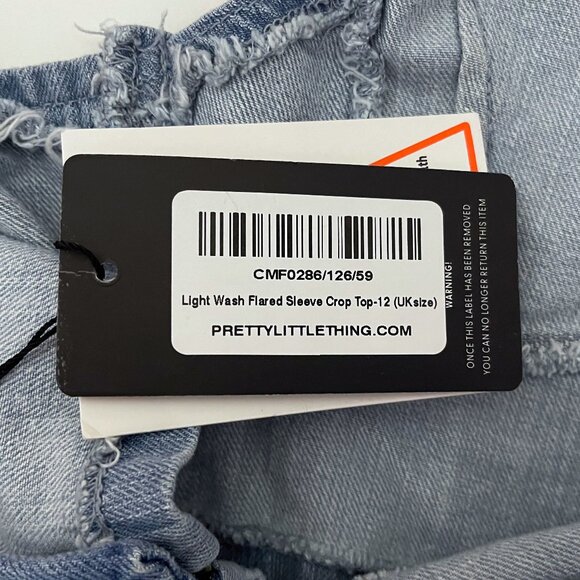 CMF0286/126/59
Light Wash Flared Sleeve Crop Top-12 (UKsize)
PRETTYLITTLETHING.COM
WARNING!
ONCE THIS LABEL HAS BEEN REMOVED
YOU CAN NO LONGER RETURN THIS ITEM